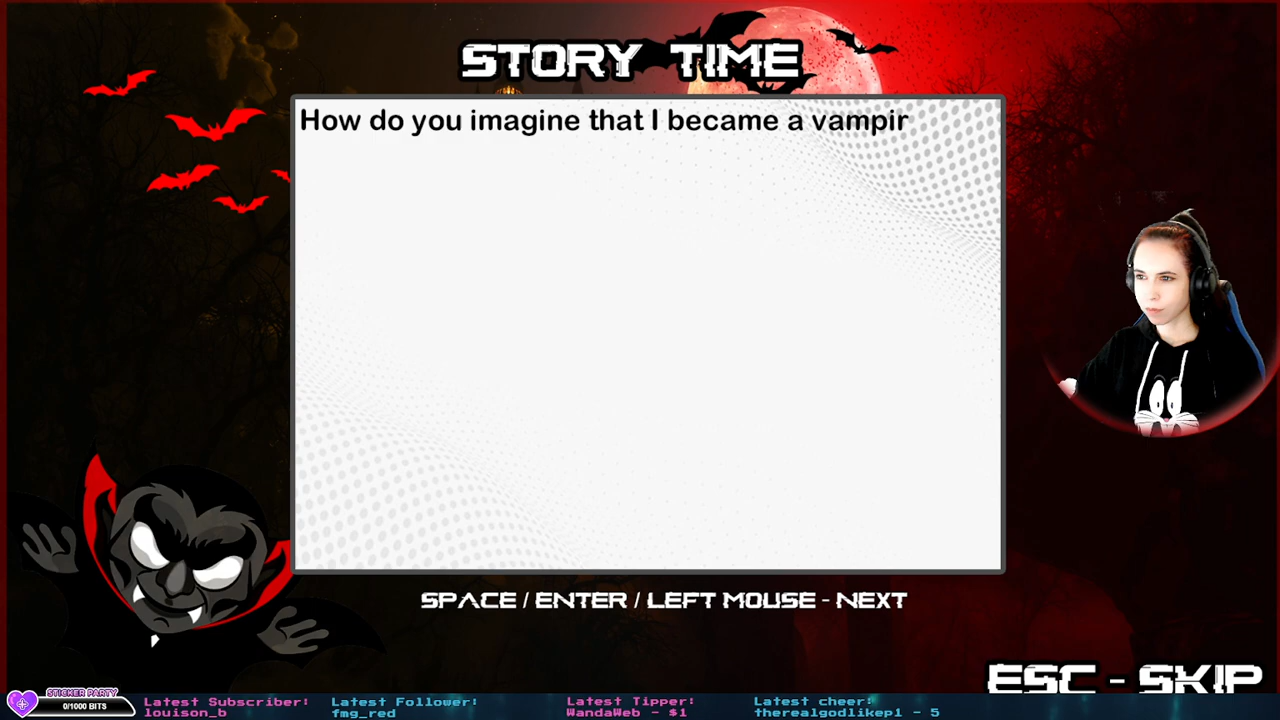 STORY TIME
How do you imagine that I became a vampir
SPACE / ENTER / LEFT MOUSE - NEXT
ESC - SKIP
STICKER PARTY
0/1000 BITS
Latest Subscriber:
louison_b
Latest Follower:
fmg_red
Latest Tipper:
WandaWeb - $1
Latest cheer:
therealgodlikep1 - 5